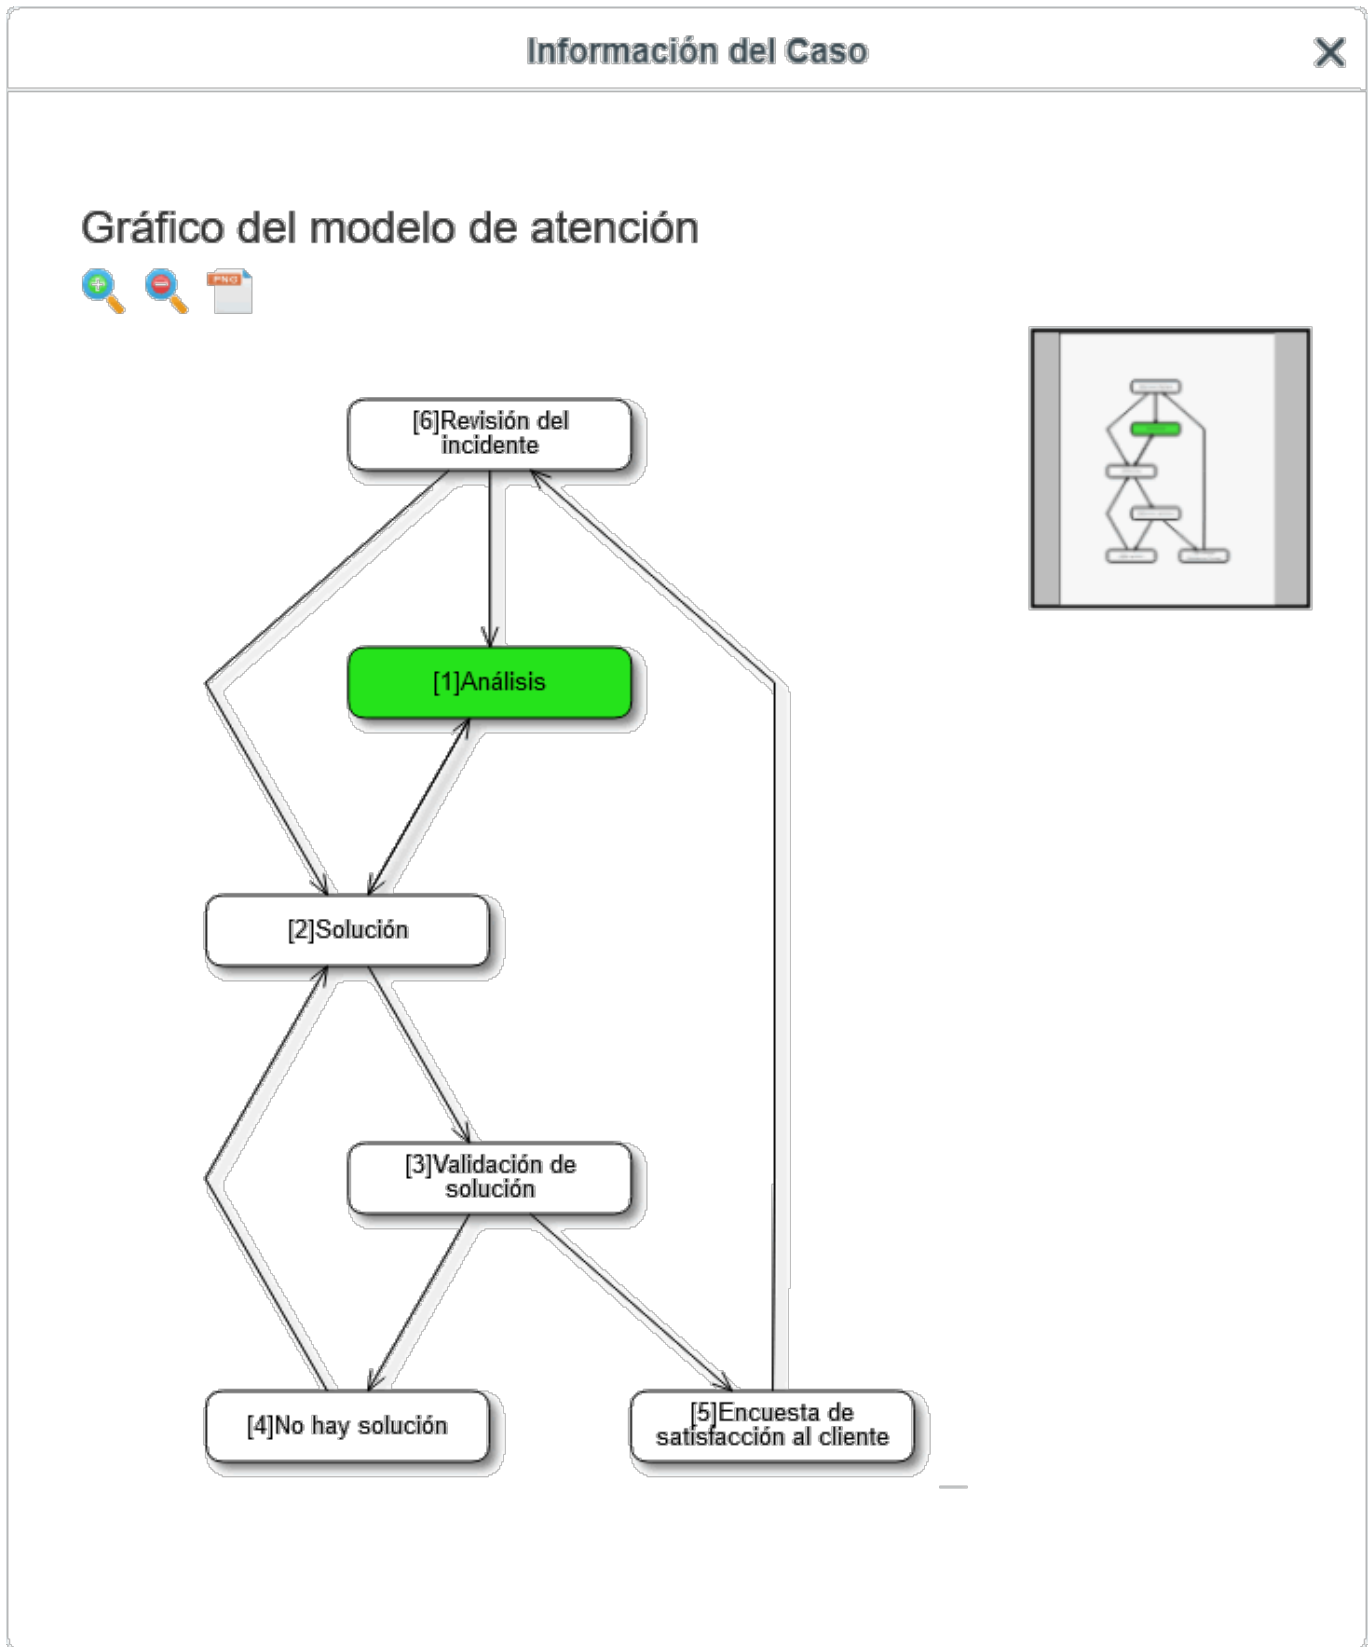 Información del Caso
Gráfico del modelo de atención
PNG
[6]Revisión del
incidente
[1]Análisis
[2]Solución
[3]Validación de
solución
[4]No hay solución
[5]Encuesta de
satisfacción al cliente